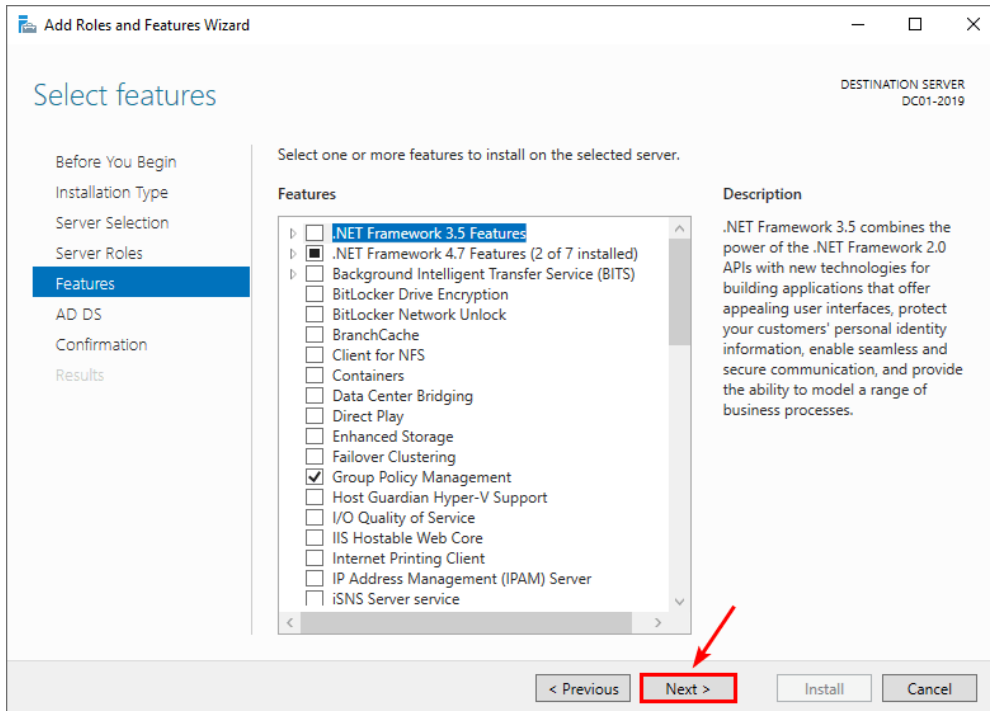 Add Roles and Features Wizard
Select features
DESTINATION SERVER
DC01-2019
Before You Begin
Installation Type
Server Selection
Server Roles
Features
AD DS
Confirmation
Results
Select one or more features to install on the selected server.
Features
.NET Framework 3.5 Features
.NET Framework 4.7 Features (2 of 7 installed)
Background Intelligent Transfer Service (BITS)
BitLocker Drive Encryption
BitLocker Network Unlock
BranchCache
Client for NFS
Containers
Data Center Bridging
Direct Play
Enhanced Storage
Failover Clustering
Group Policy Management
Host Guardian Hyper-V Support
I/O Quality of Service
IIS Hostable Web Core
Internet Printing Client
IP Address Management (IPAM) Server
iSNS Server service
Description
.NET Framework 3.5 combines the
power of the .NET Framework 2.0
APIs with new technologies for
building applications that offer
appealing user interfaces, protect
your customers' personal identity
information, enable seamless and
secure communication, and provide
the ability to model a range of
business processes.
< Previous
Next >
Install
Cancel